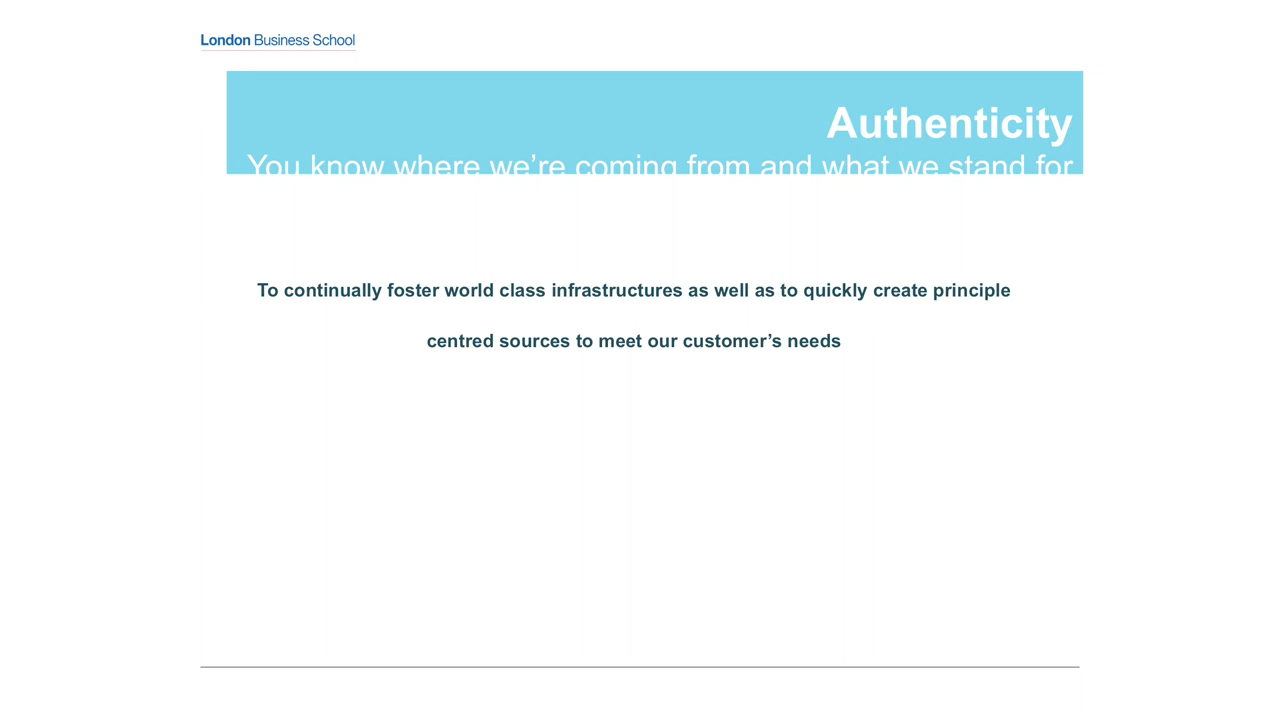 London Business School
Authenticity
You know where we’re coming from and what we stand for
To continually foster world class infrastructures as well as to quickly create principle
centred sources to meet our customer’s needs